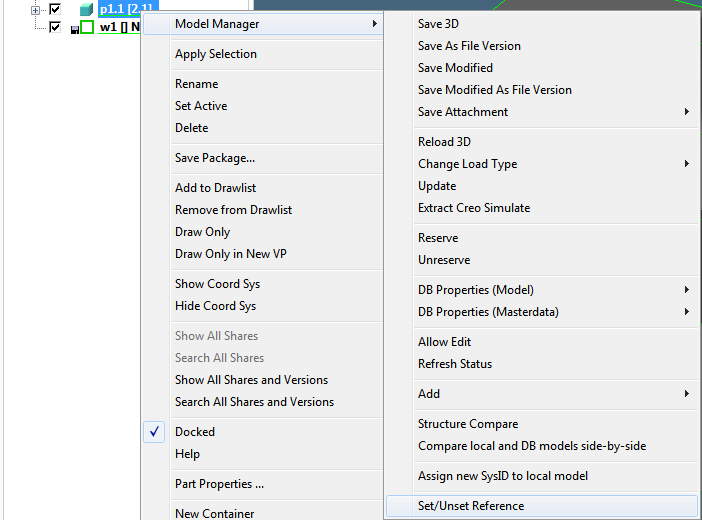 p1.1 [2.1]
w1 [] N
Model Manager
Apply Selection
Rename
Set Active
Delete
Save Package...
Add to Drawlist
Remove from Drawlist
Draw Only
Draw Only in New VP
Show Coord Sys
Hide Coord Sys
Show All Shares
Search All Shares
Show All Shares and Versions
Search All Shares and Versions
Docked
Help
Part Properties ...
New Container
Save 3D
Save As File Version
Save Modified
Save Modified As File Version
Save Attachment
Reload 3D
Change Load Type
Update
Extract Creo Simulate
Reserve
Unreserve
DB Properties (Model)
DB Properties (Masterdata)
Allow Edit
Refresh Status
Add
Structure Compare
Compare local and DB models side-by-side
Assign new SysID to local model
Set/Unset Reference